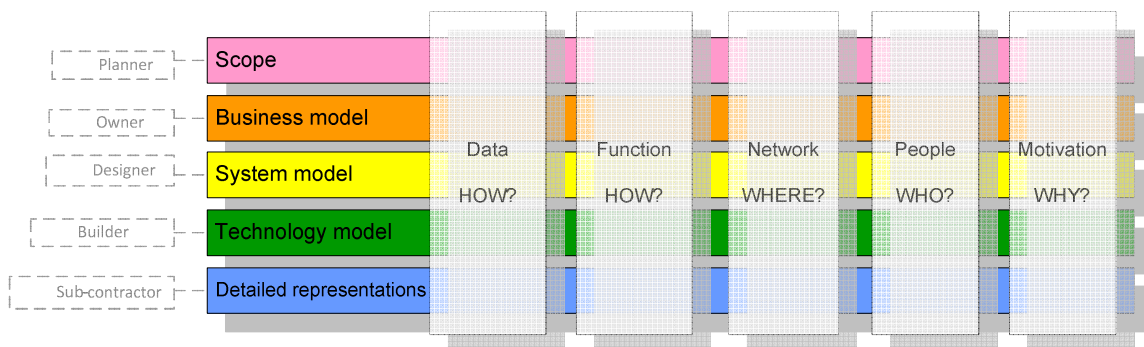 Planner
Scope
Owner
Business model
Designer
System model
Builder
Technology model
Sub-contractor
Detailed representations
Data
HOW?
Function
HOW?
Network
WHERE?
People
WHO?
Motivation
WHY?